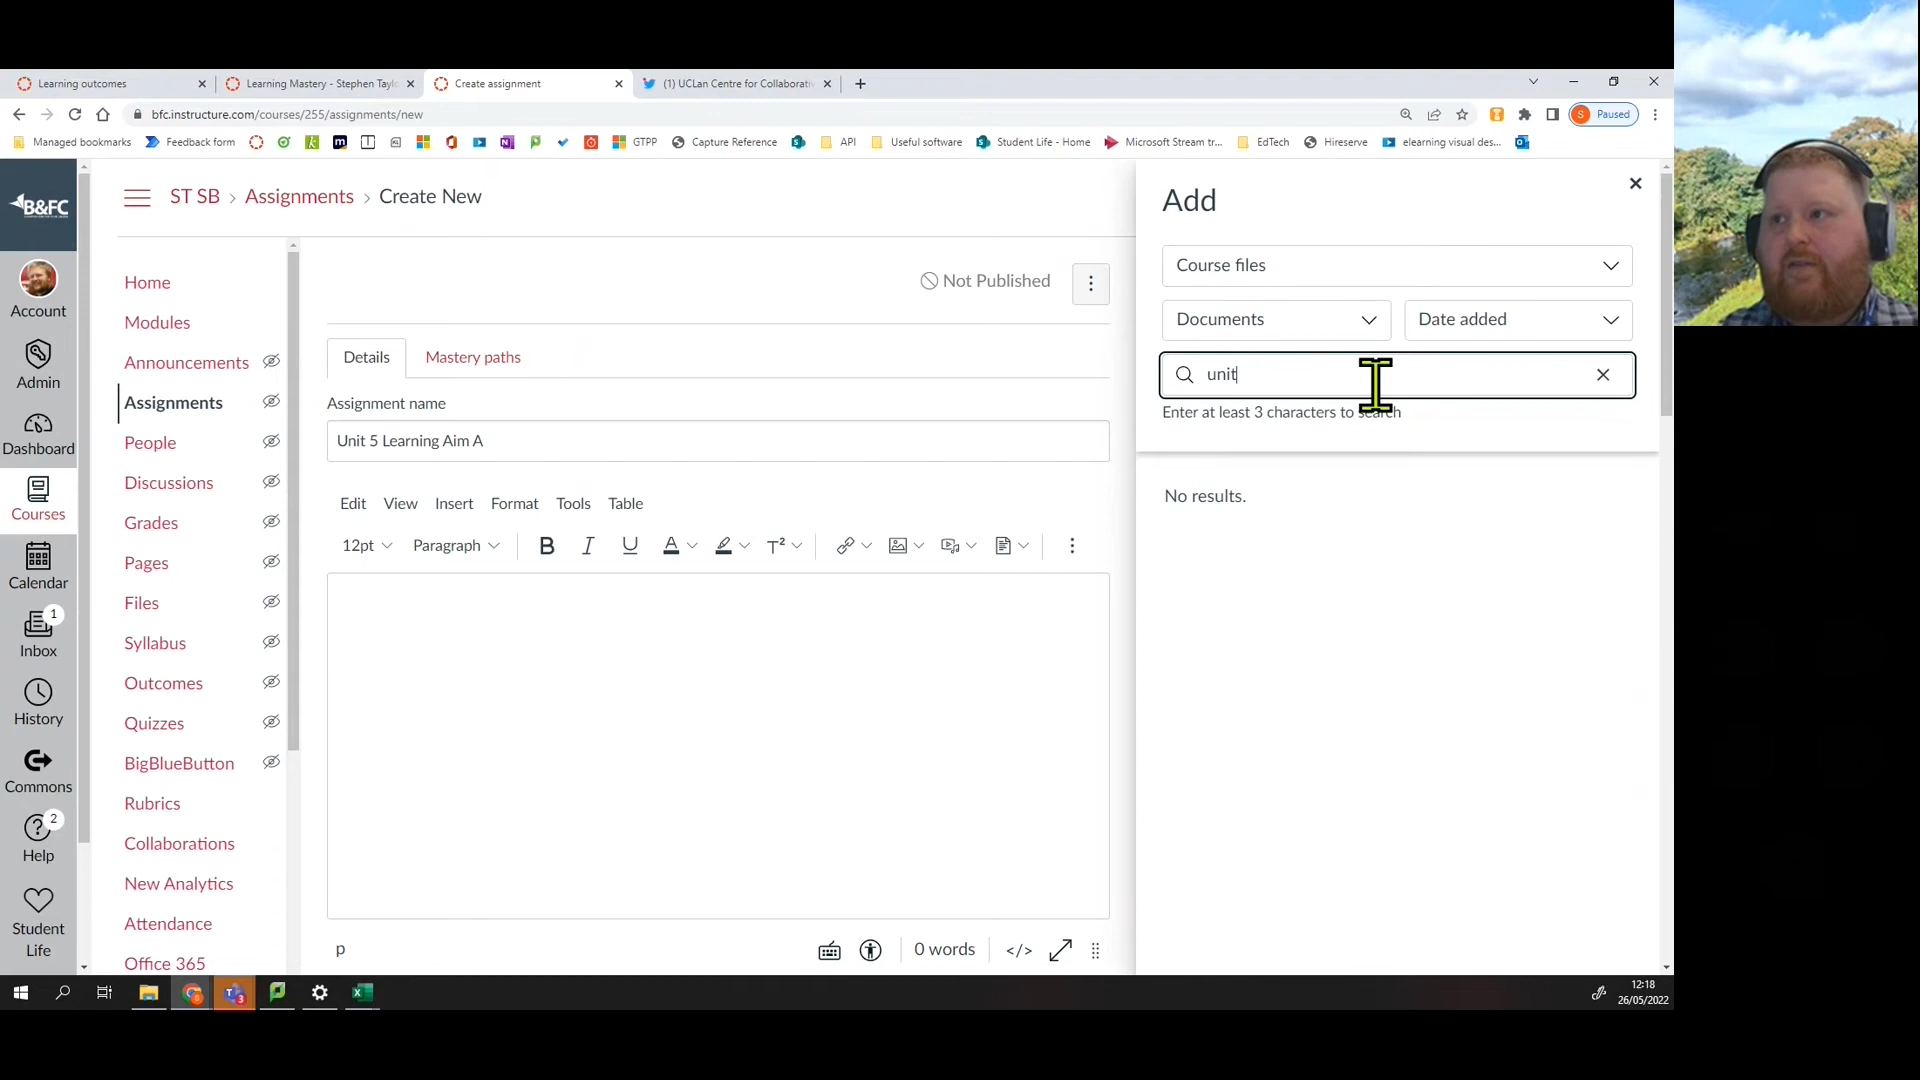 Learning outcomes
Learning Mastery - Stephen Taylo
Create assignment
(1) UCLan Centre for Collaborativ
bfc.instructure.com/courses/255/assignments/new
S Paused
Managed bookmarks
Feedback form
GTPP
Capture Reference
API
Useful software
Student Life - Home
Microsoft Stream tr...
EdTech
Hireserve
elearning visual des...
B&FC
Account
Admin
Dashboard
Courses
Calendar
1
Inbox
History
Commons
2
Help
Student
Life
ST SB > Assignments > Create New
Home
Modules
Announcements
Assignments
People
Discussions
Grades
Pages
Files
Syllabus
Outcomes
Quizzes
BigBlueButton
Rubrics
Collaborations
New Analytics
Attendance
Office 365
Not Published
Details
Mastery paths
Assignment name
Unit 5 Learning Aim A
Edit View Insert Format Tools Table
12pt Paragraph B I U A T²
p
0 words </>
Add
Course files
Documents
Date added
unit
Enter at least 3 characters to search
No results.
12:18
26/05/2022